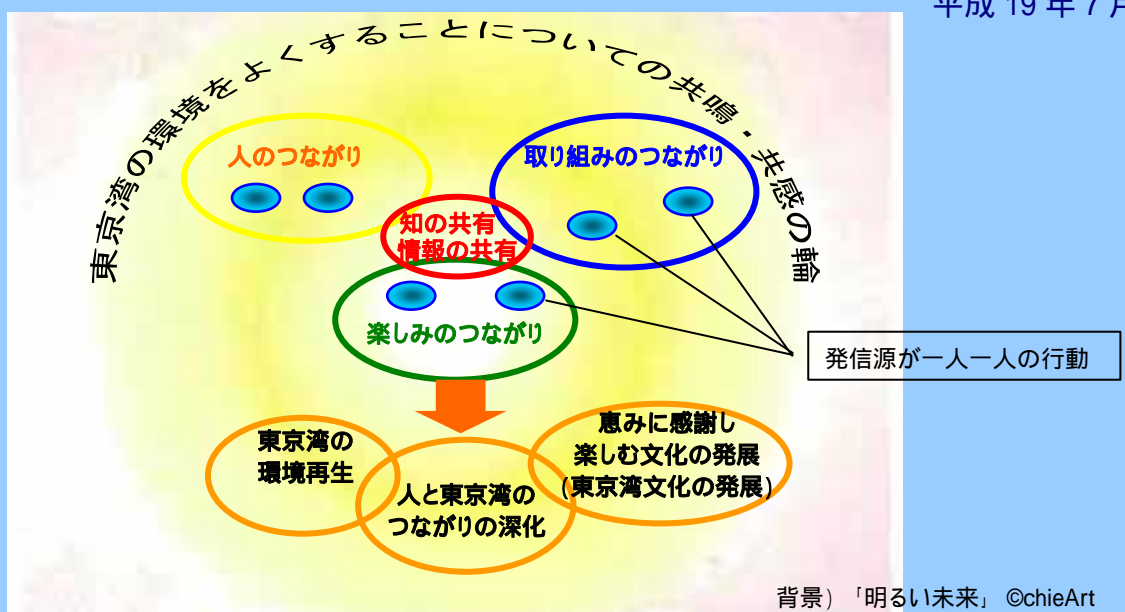 平成 19 年 7 月
東京湾の環境をよくすることについての共鳴・共感の輪
人のつながり
取り組みのつながり
知の共有
情報の共有
楽しみのつながり
発信源が一人一人の行動
東京湾の
環境再生
人と東京湾の
つながりの深化
恵みに感謝し
楽しむ文化の発展
(東京湾文化の発展)
背景）「明るい未来」 ©chieArt